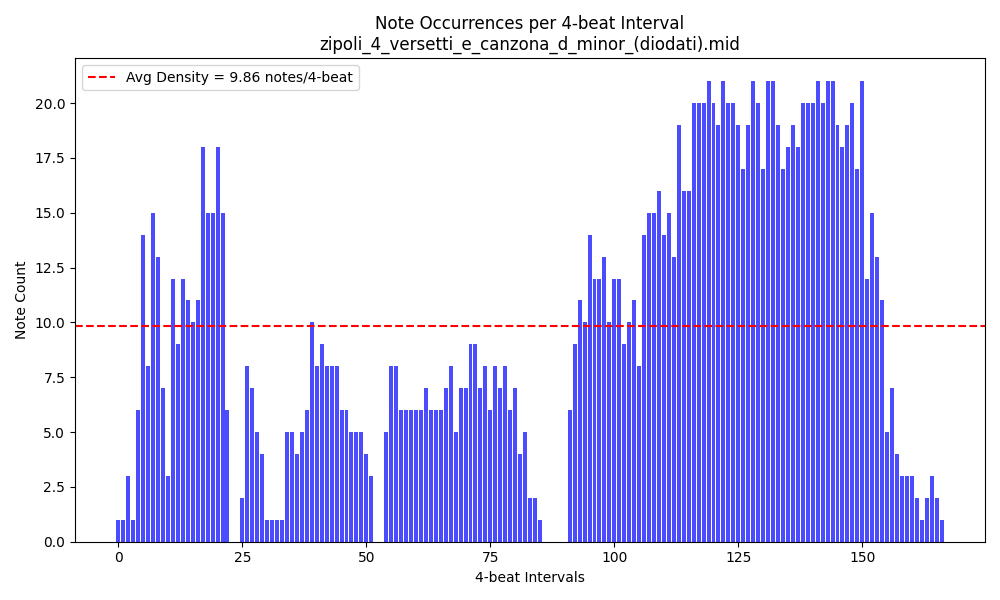 Note Occurrences per 4-beat Interval
zipoli_4_versetti_e_canzona_d_minor_(diodati).mid
Avg Density = 9.86 notes/4-beat
Note Count
20.0
17.5
15.0
12.5
10.0
7.5
5.0
2.5
0.0
0 25 50 75 100 125 150
4-beat Intervals